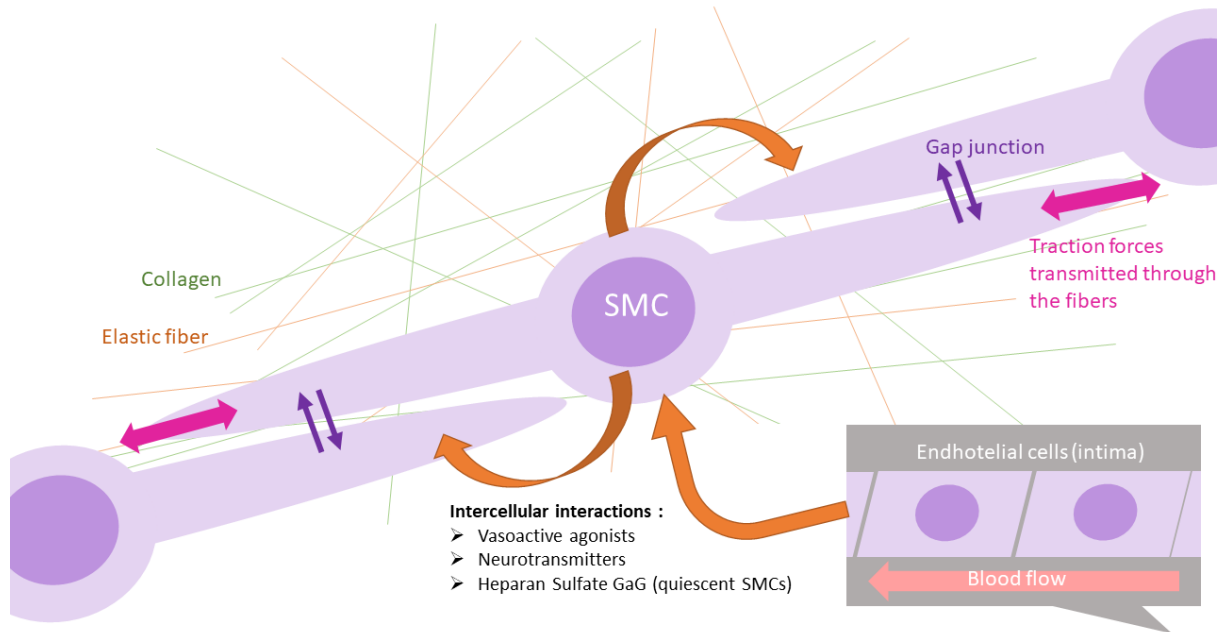 Gap junction
Collagen
Traction forces
transmitted through
the fibers
SMC
Elastic fiber
Endhotelial cells (intima)
Intercellular interactions :
➢ Vasoactive agonists
➢ Neurotransmitters
➢ Heparan Sulfate GaG (quiescent SMCs)
Blood flow